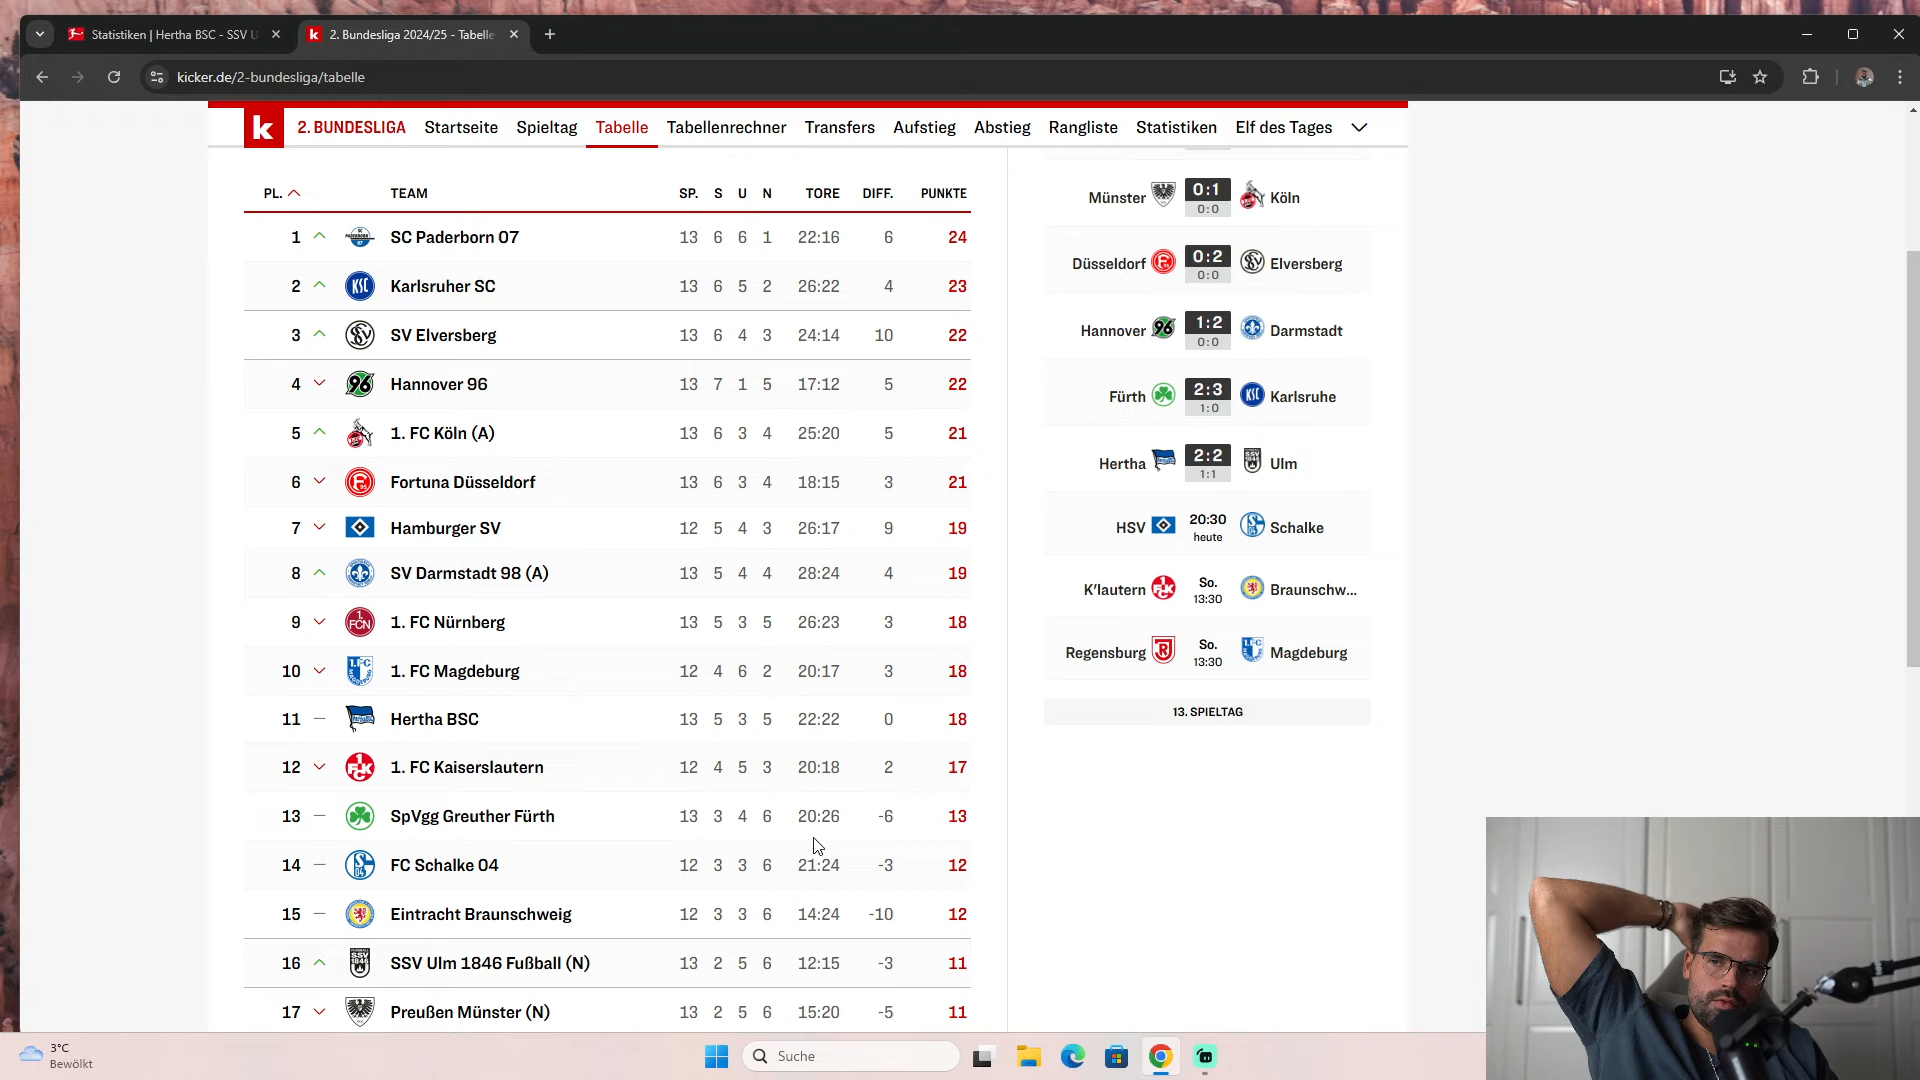 Statistiken | Hertha BSC - SSV U
2. Bundesliga 2024/25 - Tabelle
kicker.de/2-bundesliga/tabelle
k 2. BUNDESLIGA Startseite Spieltag Tabelle Tabellenrechner Transfers Aufstieg Abstieg Rangliste Statistiken Elf des Tages
PL. TEAM SP. S U N TORE DIFF. PUNKTE
1 SC Paderborn 07 13 6 6 1 22:16 6 24
2 Karlsruher SC 13 6 5 2 26:22 4 23
3 SV Elversberg 13 6 4 3 24:14 10 22
4 Hannover 96 13 7 1 5 17:12 5 22
5 1. FC Köln (A) 13 6 3 4 25:20 5 21
6 Fortuna Düsseldorf 13 6 3 4 18:15 3 21
7 Hamburger SV 12 5 4 3 26:17 9 19
8 SV Darmstadt 98 (A) 13 5 4 4 28:24 4 19
9 1. FC Nürnberg 13 5 3 5 26:23 3 18
10 1. FC Magdeburg 12 4 6 2 20:17 3 18
11 Hertha BSC 13 5 3 5 22:22 0 18
12 1. FC Kaiserslautern 12 4 5 3 20:18 2 17
13 SpVgg Greuther Fürth 13 3 4 6 20:26 -6 13
14 FC Schalke 04 12 3 3 6 21:24 -3 12
15 Eintracht Braunschweig 12 3 3 6 14:24 -10 12
16 SSV Ulm 1846 Fußball (N) 13 2 5 6 12:15 -3 11
17 Preußen Münster (N) 13 2 5 6 15:20 -5 11
Münster 0:1 Köln
0:0
Düsseldorf 0:2 Elversberg
0:0
Hannover 1:2 Darmstadt
0:0
Fürth 2:3 Karlsruhe
1:0
Hertha 2:2 Ulm
1:1
HSV 20:30 Schalke
heute
K'lautern So. Braunschw...
13:30
Regensburg So. Magdeburg
13:30
13. SPIELTAG
3°C
Bewölkt
Suche